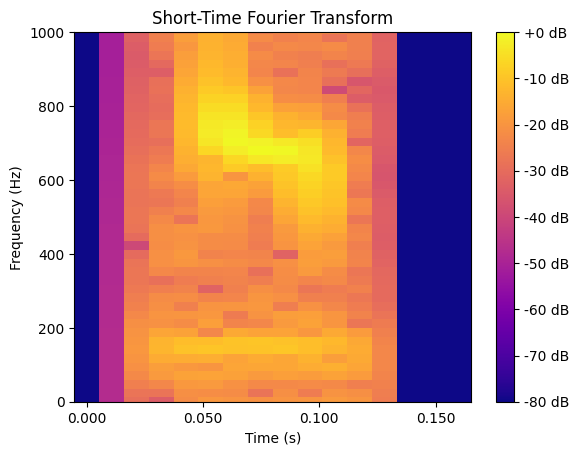 Short-Time Fourier Transform
1000
800
600
400
200
0
Frequency (Hz)
0.000
0.050
0.100
0.150
Time (s)
+0 dB
-10 dB
-20 dB
-30 dB
-40 dB
-50 dB
-60 dB
-70 dB
-80 dB